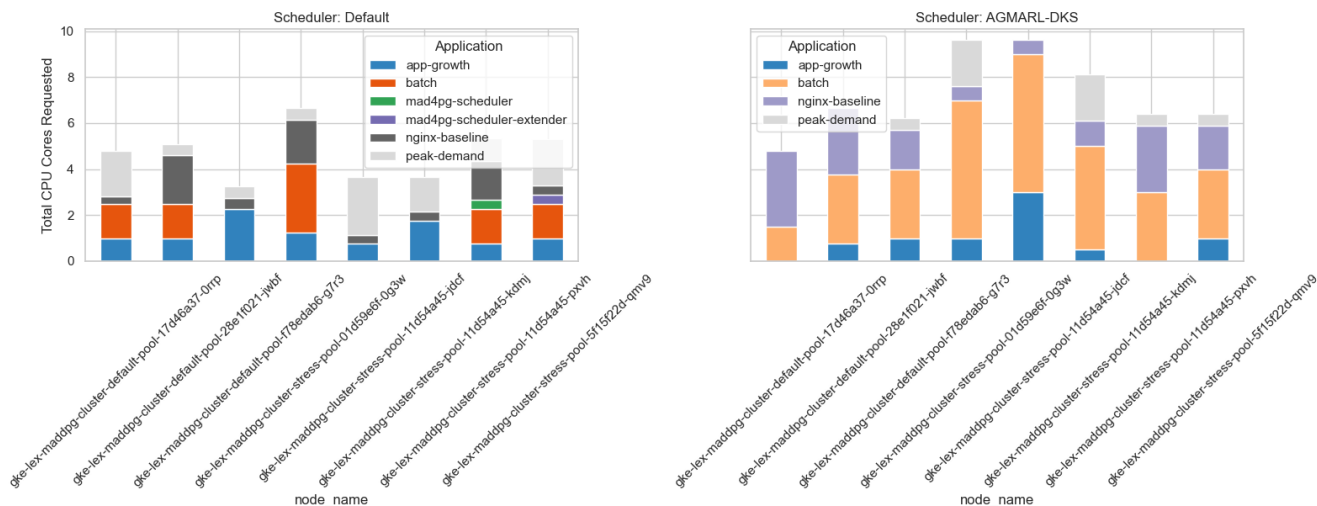 Scheduler: Default
Total CPU Cores Requested
10
8
6
4
2
0
Application
app-growth
batch
mad4pg-scheduler
mad4pg-scheduler-extender
nginx-baseline
peak-demand
gke-lex-maddpg-cluster-default-pool-17d46a37-0rrp
gke-lex-maddpg-cluster-default-pool-28e1f021-jwbf
gke-lex-maddpg-cluster-default-pool-f78edab6-g7r3
gke-lex-maddpg-cluster-stress-pool-01d59e6f-0g3w
gke-lex-maddpg-cluster-stress-pool-11d54a45-jdcf
gke-lex-maddpg-cluster-stress-pool-11d54a45-kdmj
gke-lex-maddpg-cluster-stress-pool-11d54a45-pxvh
gke-lex-maddpg-cluster-stress-pool-5f15f22d-qmv9
node_name
Scheduler: AGMARL-DKS
Application
app-growth
batch
nginx-baseline
peak-demand
gke-lex-maddpg-cluster-default-pool-17d46a37-0rrp
gke-lex-maddpg-cluster-default-pool-28e1f021-jwbf
gke-lex-maddpg-cluster-default-pool-f78edab6-g7r3
gke-lex-maddpg-cluster-stress-pool-01d59e6f-0g3w
gke-lex-maddpg-cluster-stress-pool-11d54a45-jdcf
gke-lex-maddpg-cluster-stress-pool-11d54a45-kdmj
gke-lex-maddpg-cluster-stress-pool-11d54a45-pxvh
gke-lex-maddpg-cluster-stress-pool-5f15f22d-qmv9
node_name